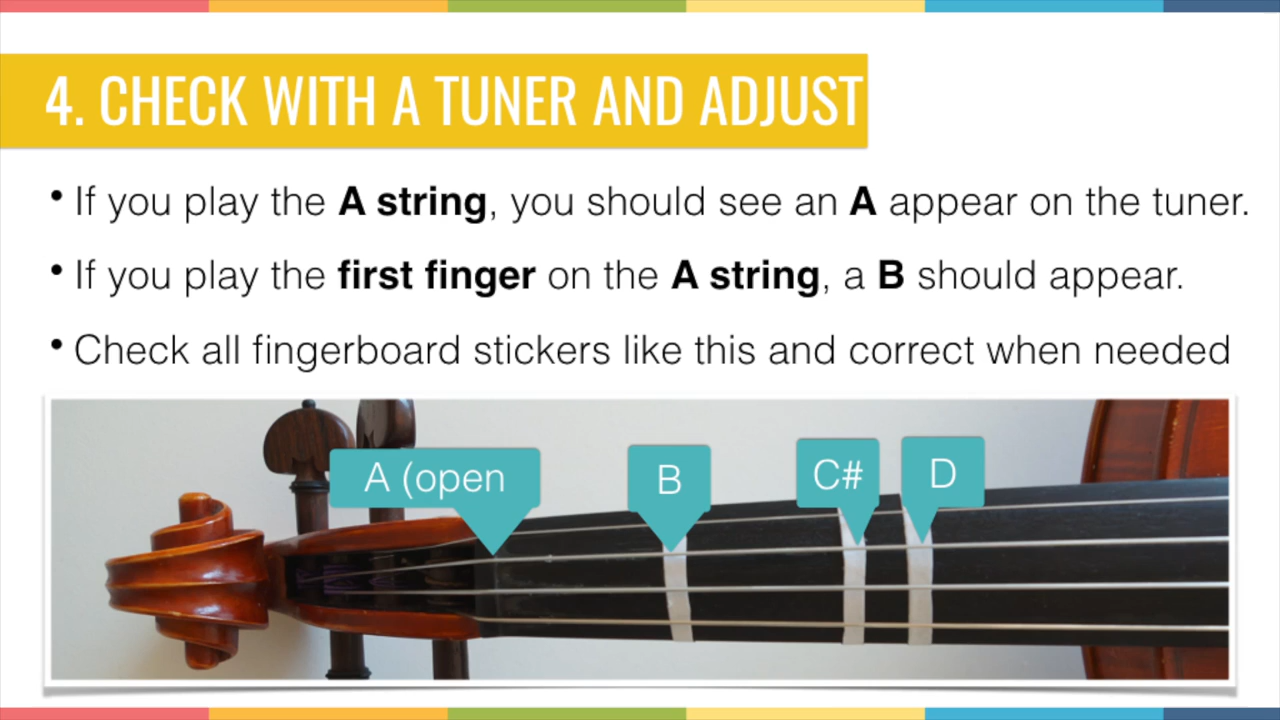 4. CHECK WITH A TUNER AND ADJUST
• If you play the A string, you should see an A appear on the tuner.
• If you play the first finger on the A string, a B should appear.
• Check all fingerboard stickers like this and correct when needed
A (open
B
C#
D